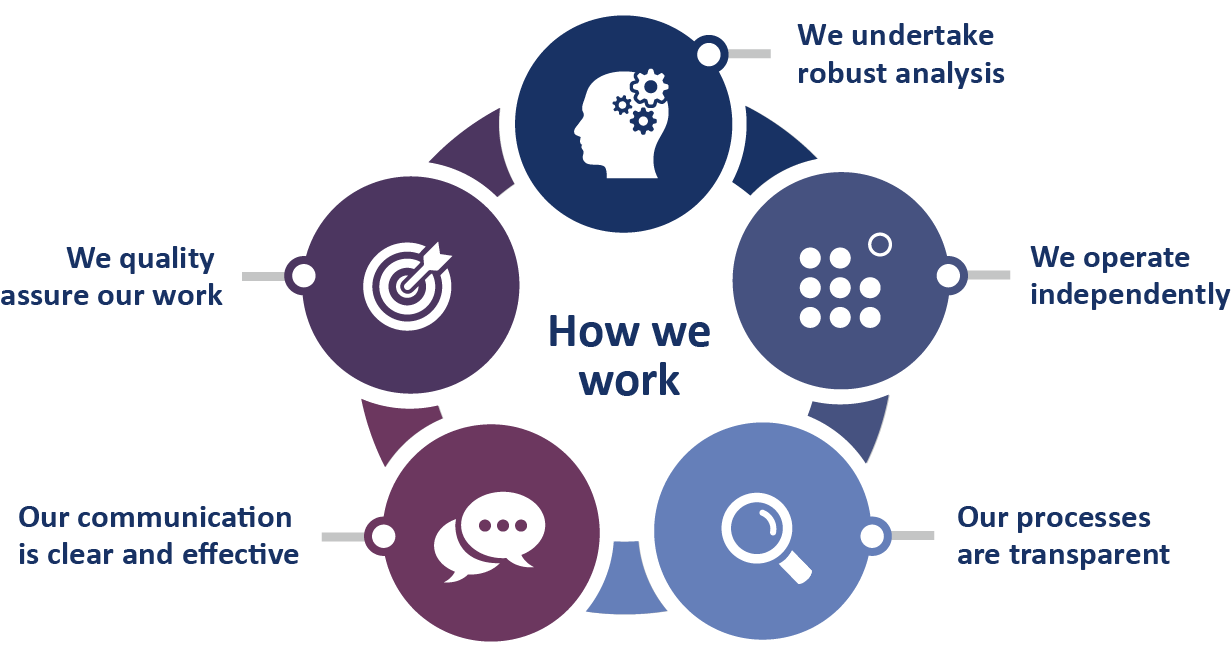 We undertake
robust analysis
We operate
independently
Our processes
are transparent
Our communication
is clear and effective
We quality
assure our work
How we
work